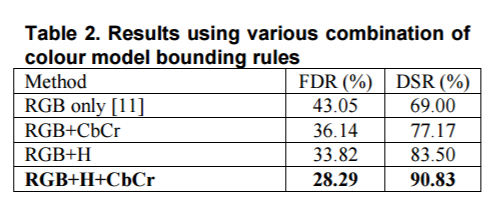 Table 2. Results using various combination of
colour model bounding rules
Method FDR (%) DSR (%)
RGB only [11] 43.05 69.00
RGB+CbCr 36.14 77.17
RGB+H 33.82 83.50
RGB+H+CbCr 28.29 90.83